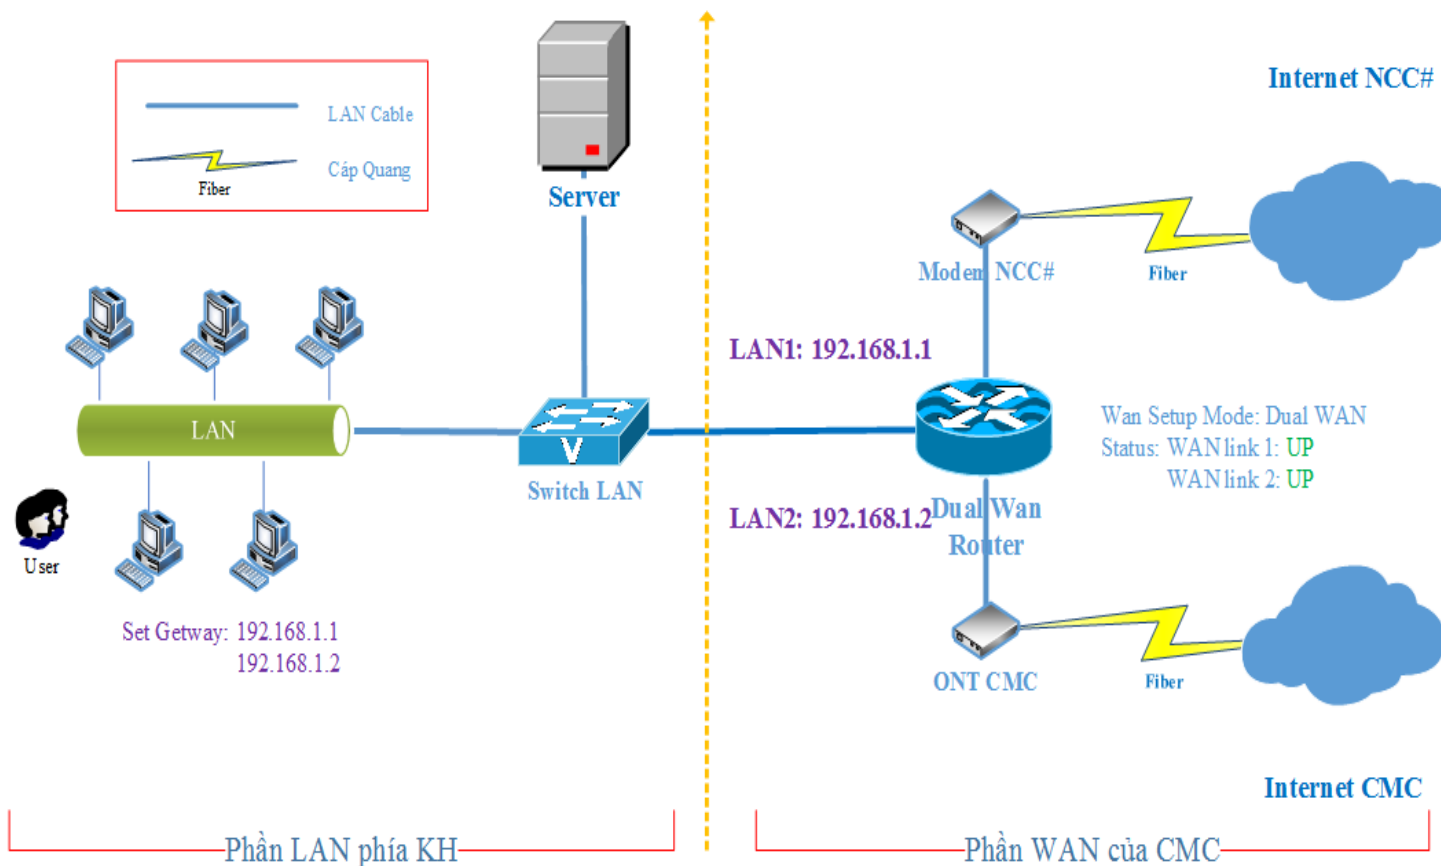 LAN Cable
Cáp Quang
Fiber
Server
Internet NCC#
Modem NCC#
Fiber
LAN1: 192.168.1.1
LAN
Switch LAN
Wan Setup Mode: Dual WAN
Status: WAN link 1: UP
WAN link 2: UP
LAN2: 192.168.1.2
Dual Wan
Router
User
Set Getway: 192.168.1.1
192.168.1.2
ONT CMC
Fiber
Internet CMC
Phần LAN phía KH
Phần WAN của CMC